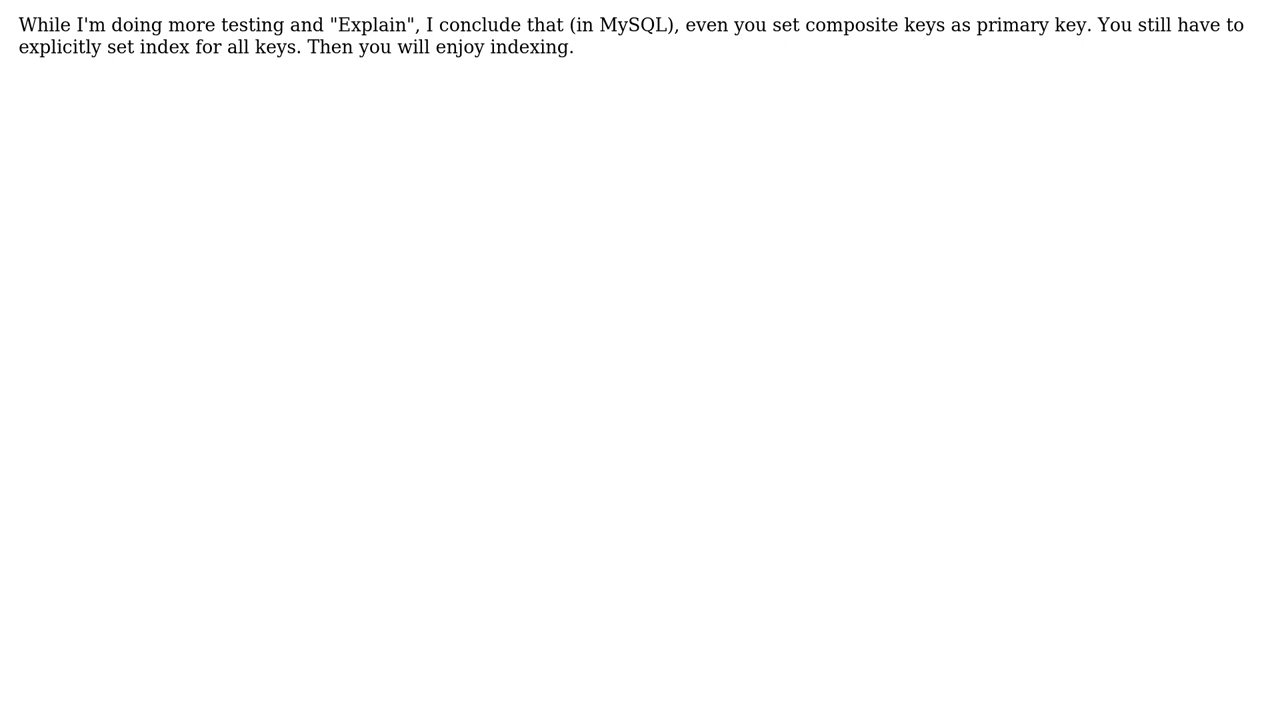 While I'm doing more testing and "Explain", I conclude that (in MySQL), even you set composite keys as primary key. You still have to
explicitly set index for all keys. Then you will enjoy indexing.